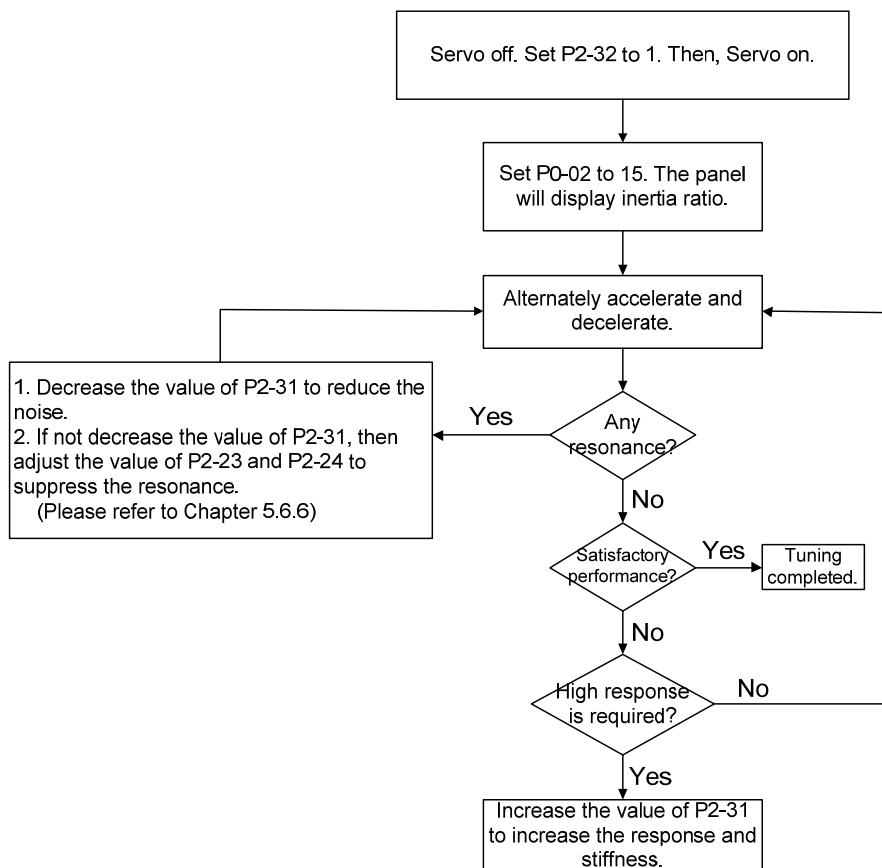 Servo off. Set P2-32 to 1. Then, Servo on.
Set P0-02 to 15. The panel
will display inertia ratio.
Alternately accelerate and
decelerate.
1. Decrease the value of P2-31 to reduce the
noise.
2. If not decrease the value of P2-31, then
adjust the value of P2-23 and P2-24 to
suppress the resonance.
(Please refer to Chapter 5.6.6)
Yes
Any
resonance?
No
Satisfactory
performance?
Yes
Tuning
completed.
No
High response
is required?
No
Yes
Increase the value of P2-31
to increase the response and
stiffness.